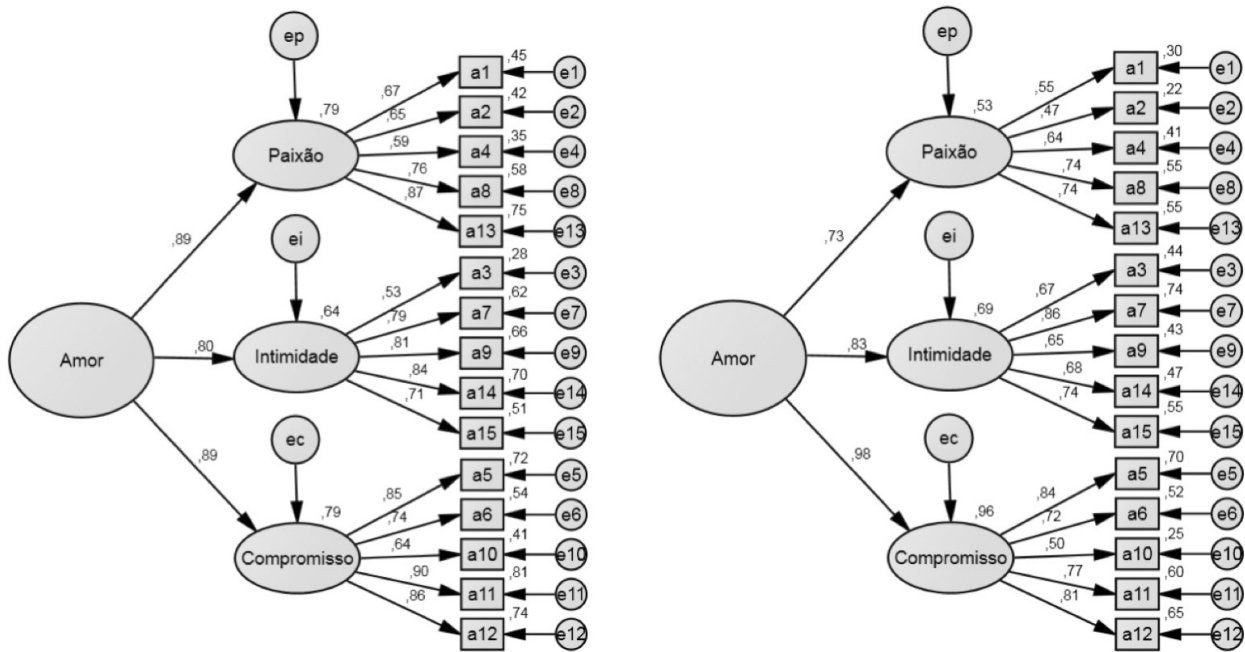 ep
,79
Paixão
,67
,65
,59
,76
,87
a1
,45
e1
a2
,42
e2
a4
,35
e4
a8
,58
e8
a13
,75
e13
,89
ei
,64
Intimidade
,53
,79
,81
,84
,71
a3
,28
e3
a7
,62
e7
a9
,66
e9
a14
,70
e14
a15
,51
e15
Amor
,80
,89
ec
,79
Compromisso
,85
,74
,64
,90
,86
a5
,72
e5
a6
,54
e6
a10
,41
e10
a11
,81
e11
a12
,74
e12
ep
,53
Paixão
,55
,47
,64
,74
,74
a1
,30
e1
a2
,22
e2
a4
,41
e4
a8
,55
e8
a13
,55
e13
,73
ei
,69
Intimidade
,67
,86
,65
,68
,74
a3
,44
e3
a7
,74
e7
a9
,43
e9
a14
,47
e14
a15
,55
e15
Amor
,83
,98
ec
,96
Compromisso
,84
,72
,50
,77
,81
a5
,70
e5
a6
,52
e6
a10
,25
e10
a11
,60
e11
a12
,65
e12